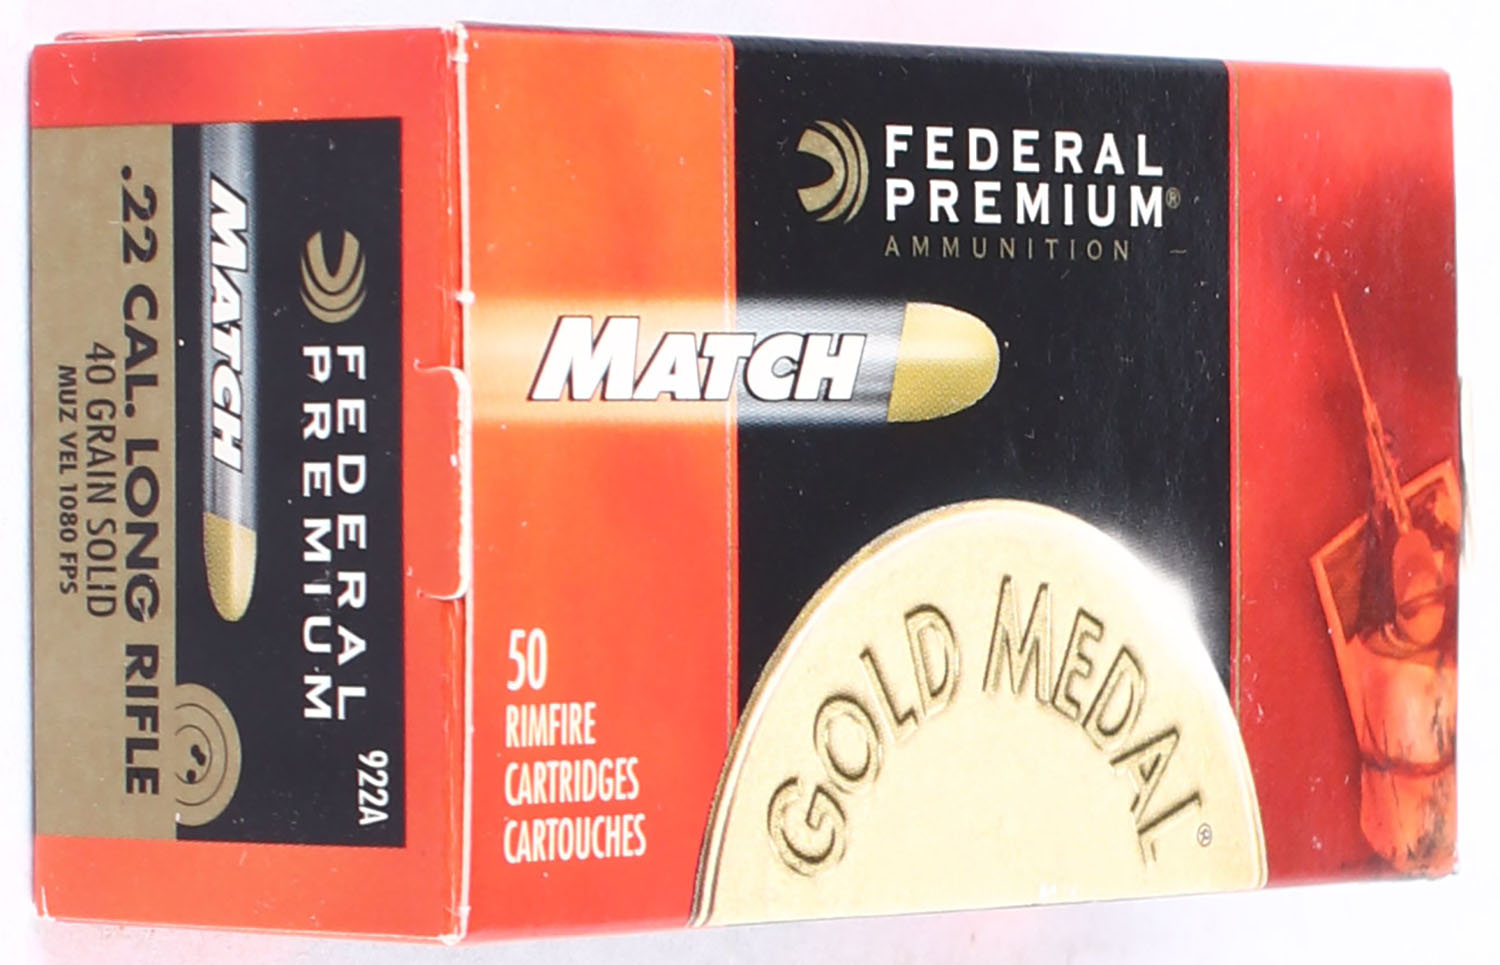 FEDERAL
PREMIUM®
AMMUNITION
MATCH
GOLD MEDAL®
50
RIMFIRE
CARTRIDGES
CARTOUCHES
922A
FEDERAL
PREMIUM
MATCH
.22 CAL. LONG RIFLE
40 GRAIN SOLID
MUZ VEL 1080 FPS